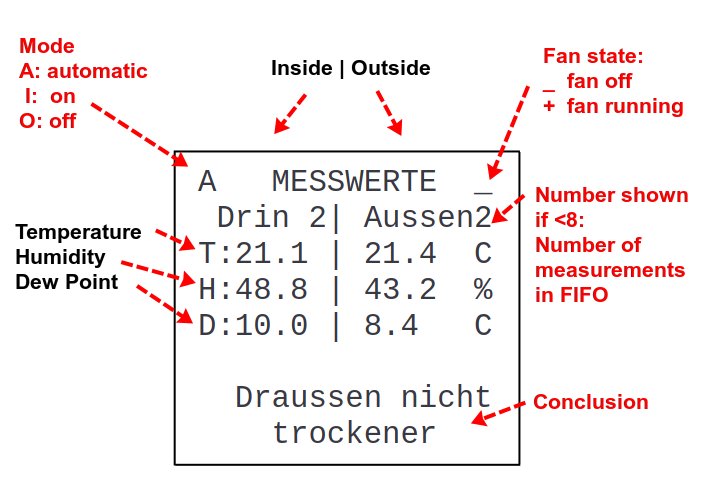 Mode
A: automatic
I: on
O: off
Inside | Outside
Fan state:
_ fan off
+ fan running
A MESSWERTE _
Drin 2| Aussen2
T:21.1 | 21.4 C
H:48.8 | 43.2 %
D:10.0 | 8.4 C
Draussen nicht
trockener
Temperature
Humidity
Dew Point
Number shown
if <8:
Number of
measurements
in FIFO
Conclusion